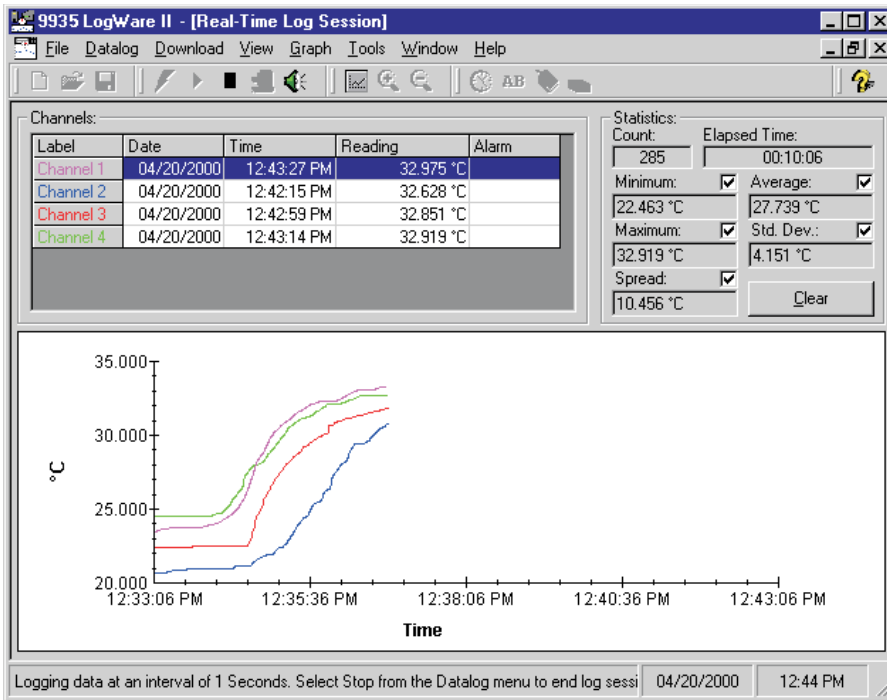 9935 LogWare II - [Real-Time Log Session]
File Datalog Download View Graph Tools Window Help
AB
Channels:
Label Date Time Reading Alarm
Channel 1 04/20/2000 12:43:27 PM 32.975 °C
Channel 2 04/20/2000 12:42:15 PM 32.628 °C
Channel 3 04/20/2000 12:42:59 PM 32.851 °C
Channel 4 04/20/2000 12:43:14 PM 32.919 °C
Statistics:
Count: Elapsed Time:
285 00:10:06
Minimum: Average:
22.463 °C 27.739 °C
Maximum: Std. Dev.:
32.919 °C 4.151 °C
Spread:
10.456 °C Clear
35.000
30.000
°C
25.000
20.000
12:33:06 PM 12:35:36 PM 12:38:06 PM 12:40:36 PM 12:43:06 PM
Time
Logging data at an interval of 1 Seconds. Select Stop from the Datalog menu to end log sessi 04/20/2000 12:44 PM